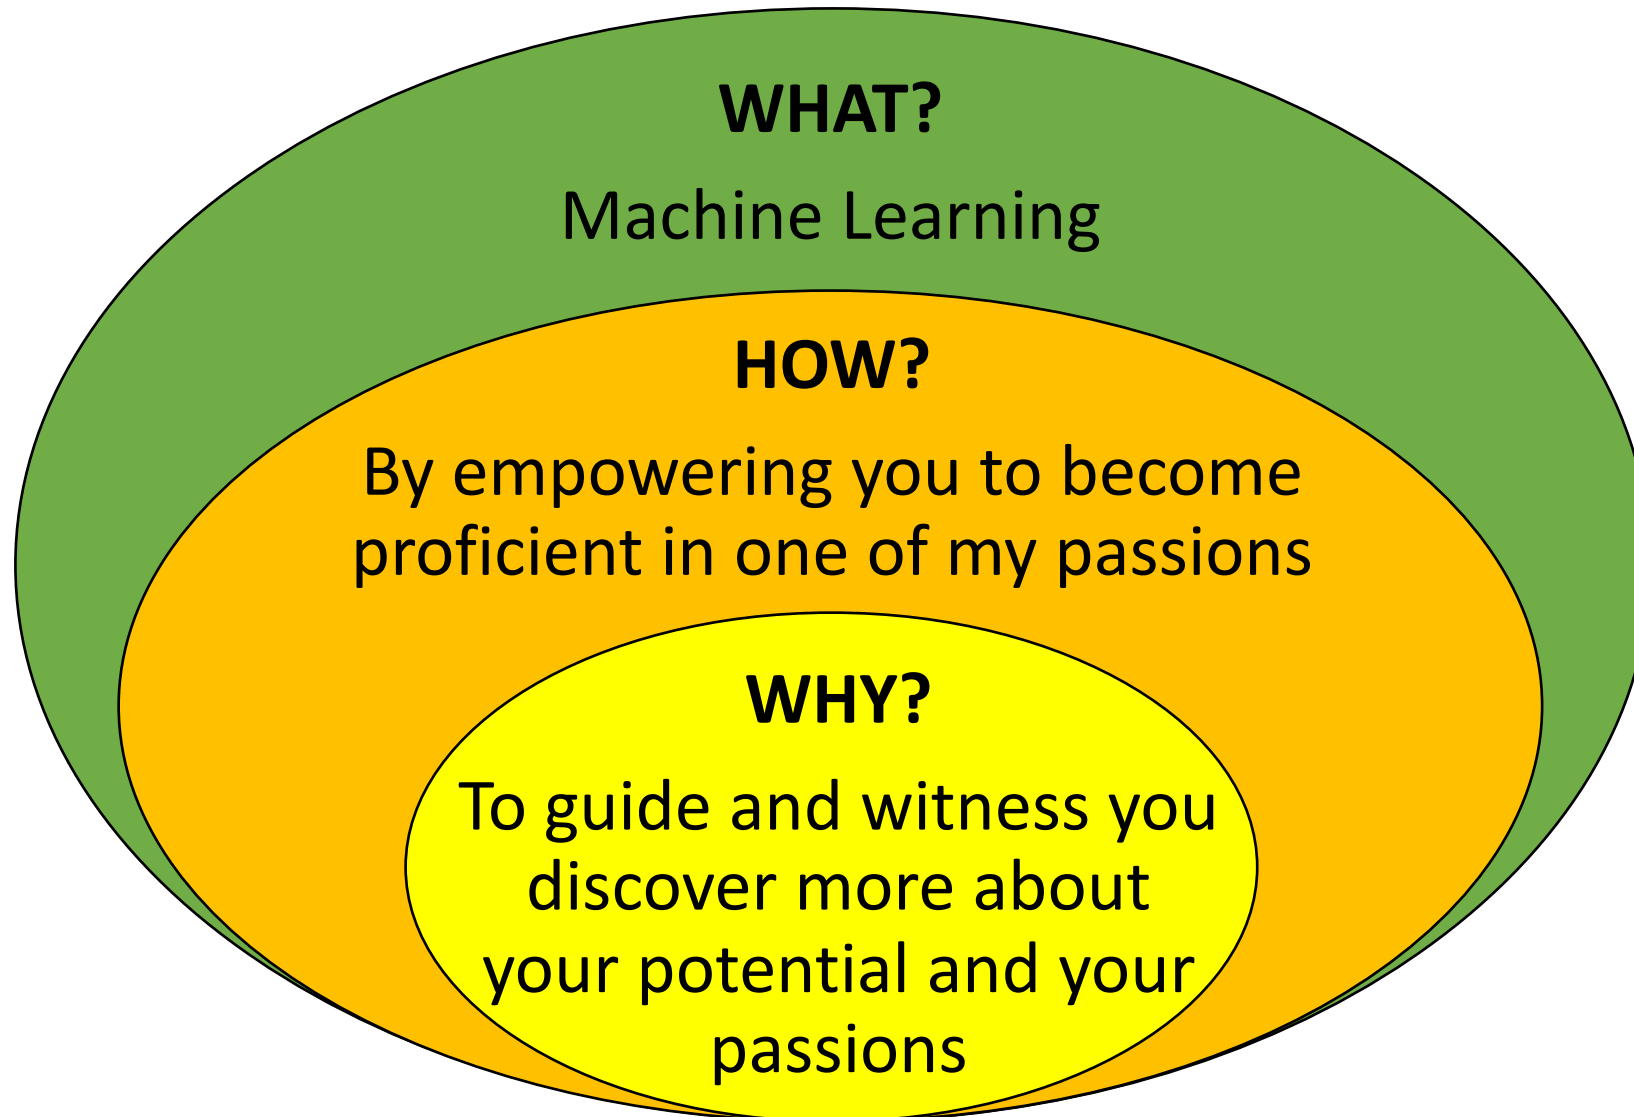 WHAT?
Machine Learning
HOW?
By empowering you to become
proficient in one of my passions
WHY?
To guide and witness you
discover more about
your potential and your
passions